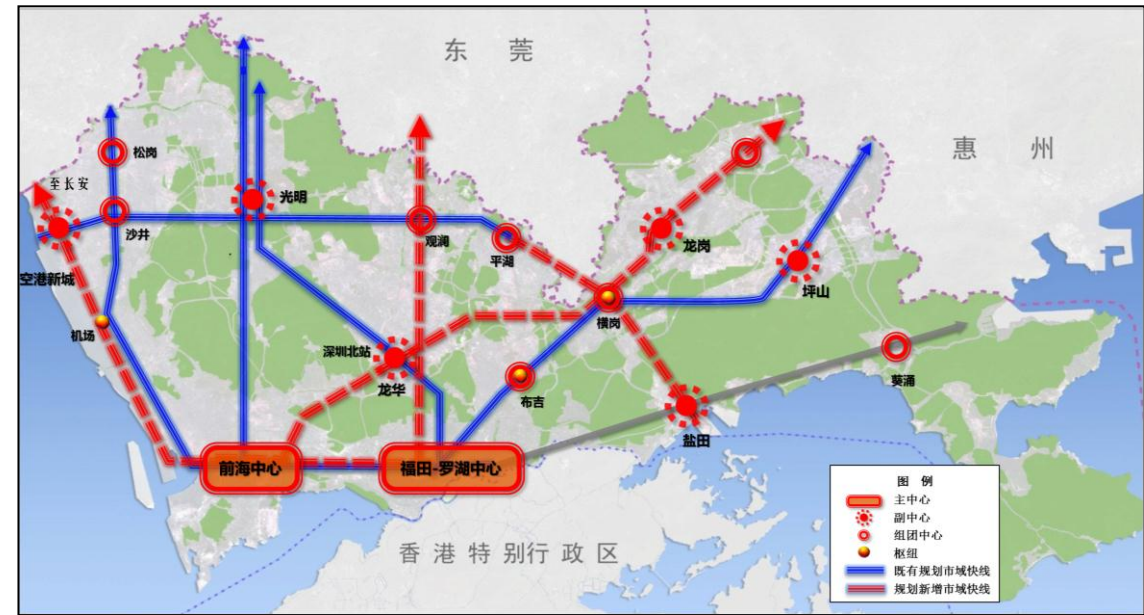 东 莞
惠 州
松岗
至长安
光明
沙井
观澜
平湖
龙岗
空港新城
坪山
机场
横岗
深圳北站
龙华
布吉
葵涌
盐田
前海中心
福田-罗湖中心
香港特别行政区
图 例
主中心
副中心
组团中心
枢纽
既有规划市域快线
规划新增市域快线